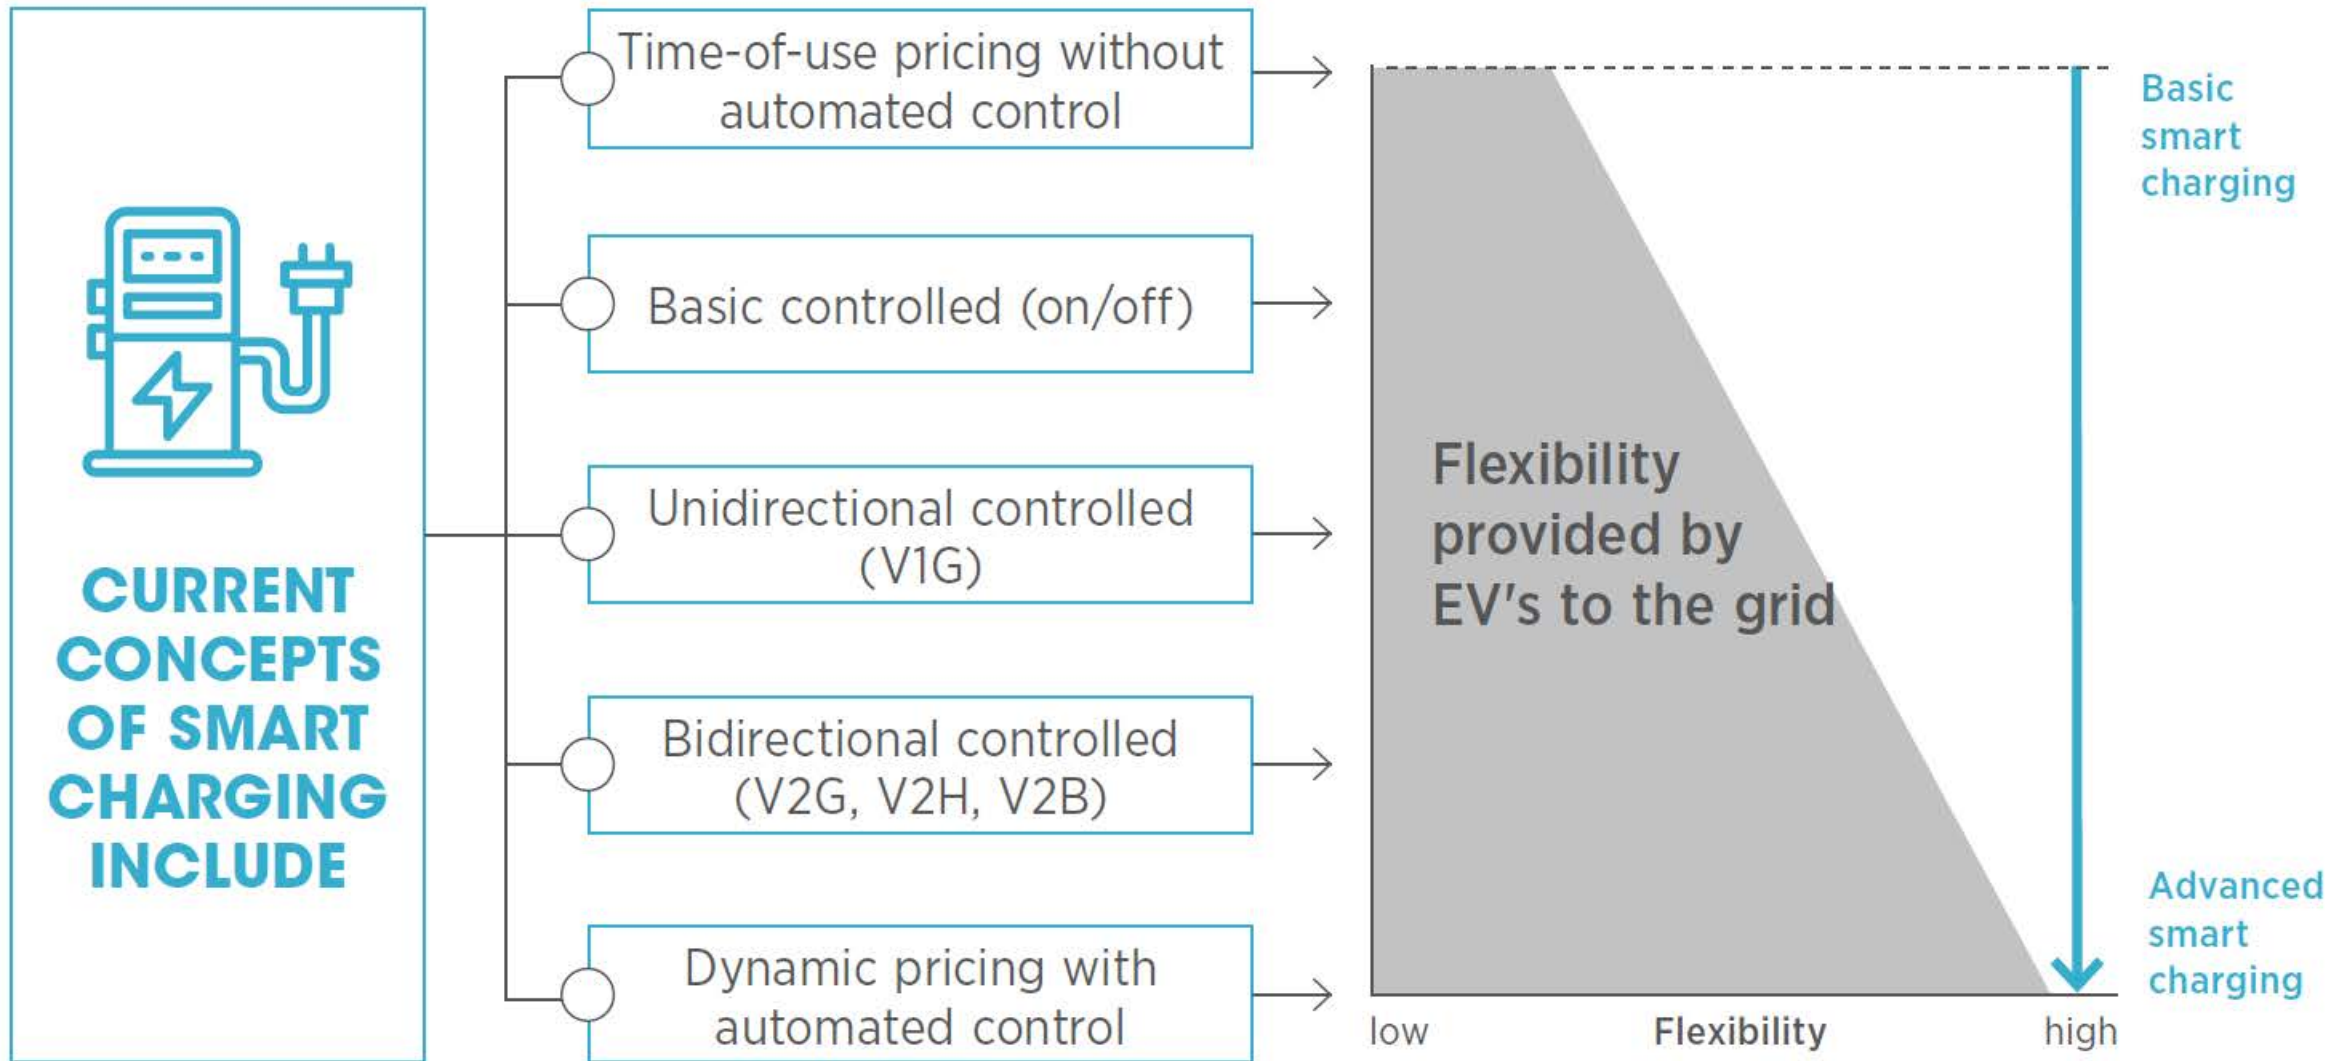 CURRENT
CONCEPTS
OF SMART
CHARGING
INCLUDE
Time-of-use pricing without
automated control
Basic controlled (on/off)
Unidirectional controlled
(V1G)
Bidirectional controlled
(V2G, V2H, V2B)
Dynamic pricing with
automated control
Flexibility
provided by
EV's to the grid
low
Flexibility
high
Basic
smart
charging
Advanced
smart
charging